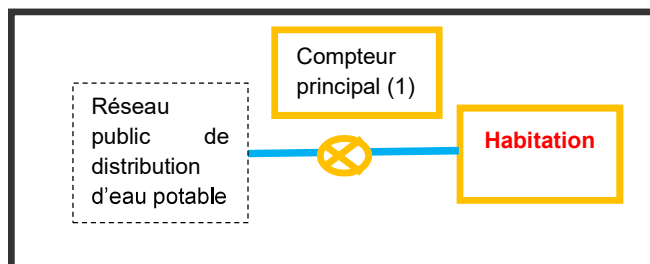 Compteur
principal (1)
Réseau
public de
distribution
d'eau potable
Habitation